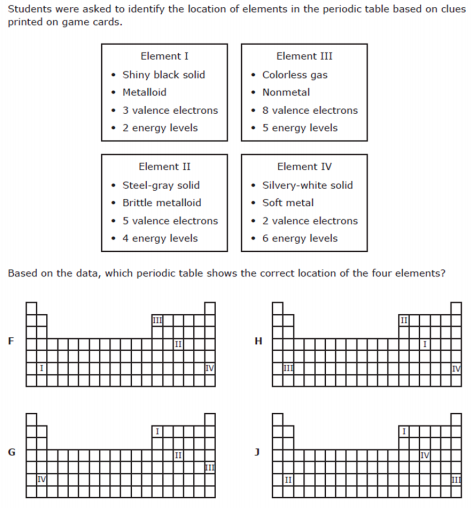 Students were asked to identify the location of elements in the periodic table based on clues
printed on game cards.
Element I
• Shiny black solid
• Metalloid
• 3 valence electrons
• 2 energy levels
Element III
• Colorless gas
• Nonmetal
• 8 valence electrons
• 5 energy levels
Element II
• Steel-gray solid
• Brittle metalloid
• 5 valence electrons
• 4 energy levels
Element IV
• Silvery-white solid
• Soft metal
• 2 valence electrons
• 6 energy levels
Based on the data, which periodic table shows the correct location of the four elements?
F
III
II
I
IV
H
II
I
III
IV
G
I
II
III
IV
J
I
IV
II
III